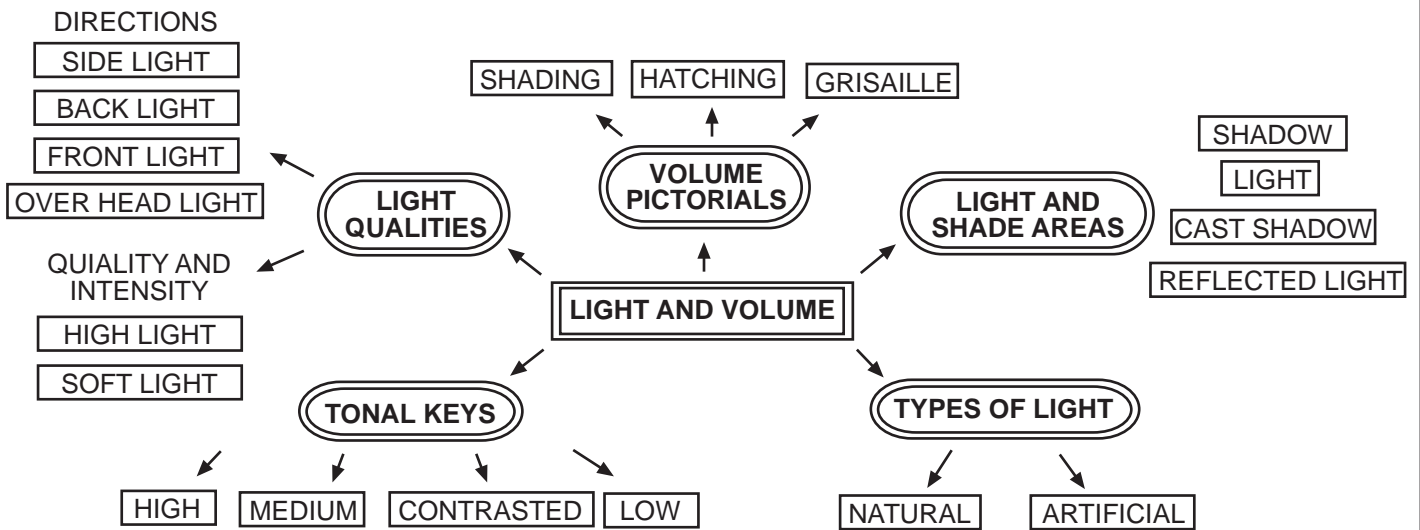 DIRECTIONS
SIDE LIGHT
BACK LIGHT
FRONT LIGHT
OVER HEAD LIGHT
QUIALITY AND
INTENSITY
HIGH LIGHT
SOFT LIGHT
LIGHT
QUALITIES
SHADING
HATCHING
GRISAILLE
VOLUME
PICTORIALS
LIGHT AND
SHADE AREAS
SHADOW
LIGHT
CAST SHADOW
REFLECTED LIGHT
LIGHT AND VOLUME
TONAL KEYS
HIGH
MEDIUM
CONTRASTED
LOW
TYPES OF LIGHT
NATURAL
ARTIFICIAL